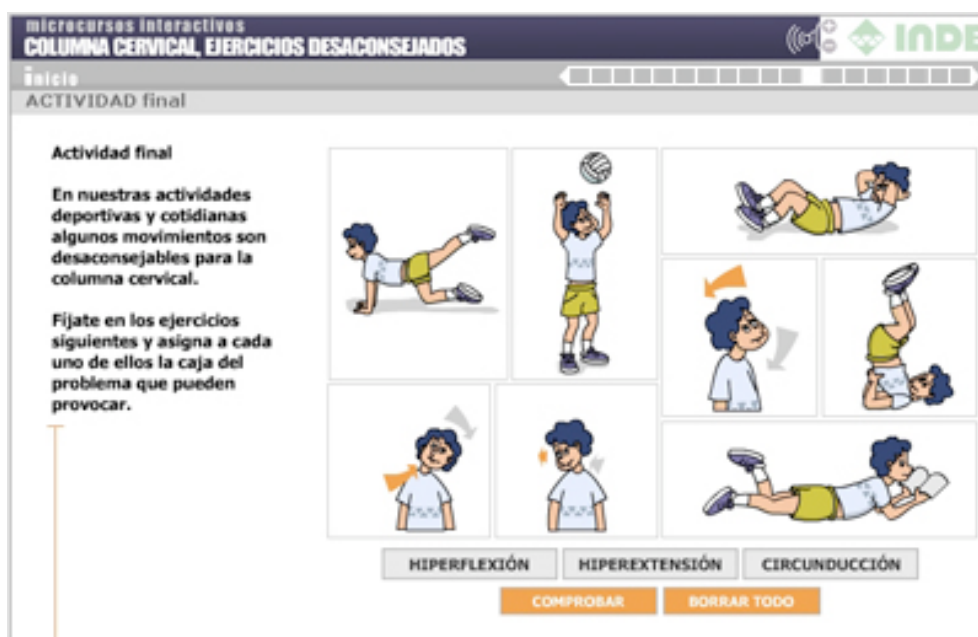 microcursos interactivos
COLUMNA CERVICAL, EJERCICIOS DESACONSEJADOS
INDE
inicio
ACTIVIDAD final
Actividad final
En nuestras actividades
deportivas y cotidianas
algunos movimientos son
desaconsejables para la
columna cervical.
Fíjate en los ejercicios
siguientes y asigna a cada
uno de ellos la caja del
problema que pueden
provocar.
HIPERFLEXIÓN HIPEREXTENSIÓN CIRCUNDUCCIÓN
COMPROBAR BORRAR TODO